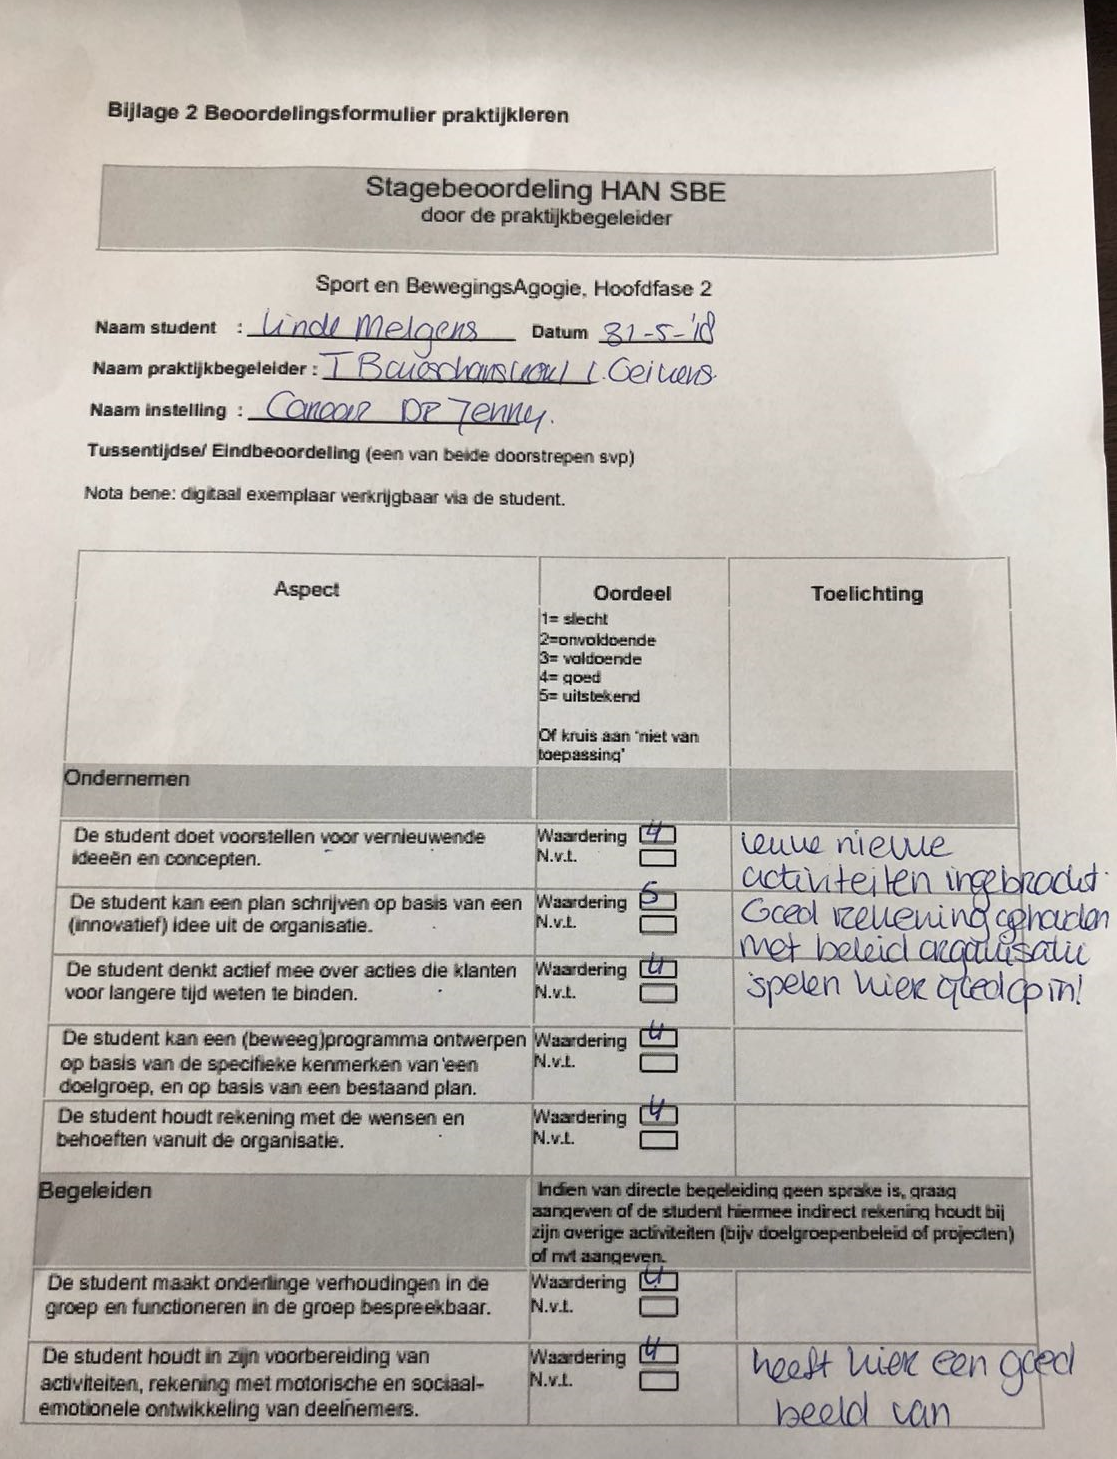 Bijlage 2 Beoordelingsformulier praktijkleren
Stagebeoordeling HAN SBE
door de praktijkbegeleider
Sport en BewegingsAgogie, Hoofdfase 2
Naam student : Linde Melgens Datum 31-5-'18
Naam praktijkbegeleider :
Naam instelling : Jenny.
Tussentijdse/ Eindbeoordeling (een van beide doorstrepen svp)
Nota bene: digitaal exemplaar verkrijgbaar via de student.
Aspect Oordeel Toelichting
1= slecht
2=onvoldoende
3= voldoende
4= goed
5= uitstekend
Of kruis aan 'niet van
toepassing'
Ondernemen
De student doet voorstellen voor vernieuwende
ideeën en concepten.
Waardering 4
N.v.t.
leuke nieuwe
activiteiten ingebracht.
De student kan een plan schrijven op basis van een
(innovatief) idee uit de organisatie.
Waardering 5
N.v.t.
Goed rekening gehouden
met beleid organisatie
De student denkt actief mee over acties die klanten
voor langere tijd weten te binden.
Waardering 4
N.v.t.
spelen hier goed op in!
De student kan een (beweeg)programma ontwerpen
op basis van de specifieke kenmerken van een
doelgroep, en op basis van een bestaand plan.
Waardering 4
N.v.t.
De student houdt rekening met de wensen en
behoeften vanuit de organisatie.
Waardering 4
N.v.t.
Begeleiden
Indien van directe begeleiding geen sprake is, graag
aangeven of de student hiermee indirect rekening houdt bij
zijn overige activiteiten (bijv doelgroepenbeleid of projecten)
of nvt aangeven.
De student maakt onderlinge verhoudingen in de
groep en functioneren in de groep bespreekbaar.
Waardering 4
N.v.t.
De student houdt in zijn voorbereiding van
activiteiten, rekening met motorische en sociaal-
emotionele ontwikkeling van deelnemers.
Waardering 4
N.v.t.
heeft hier een goed
beeld van